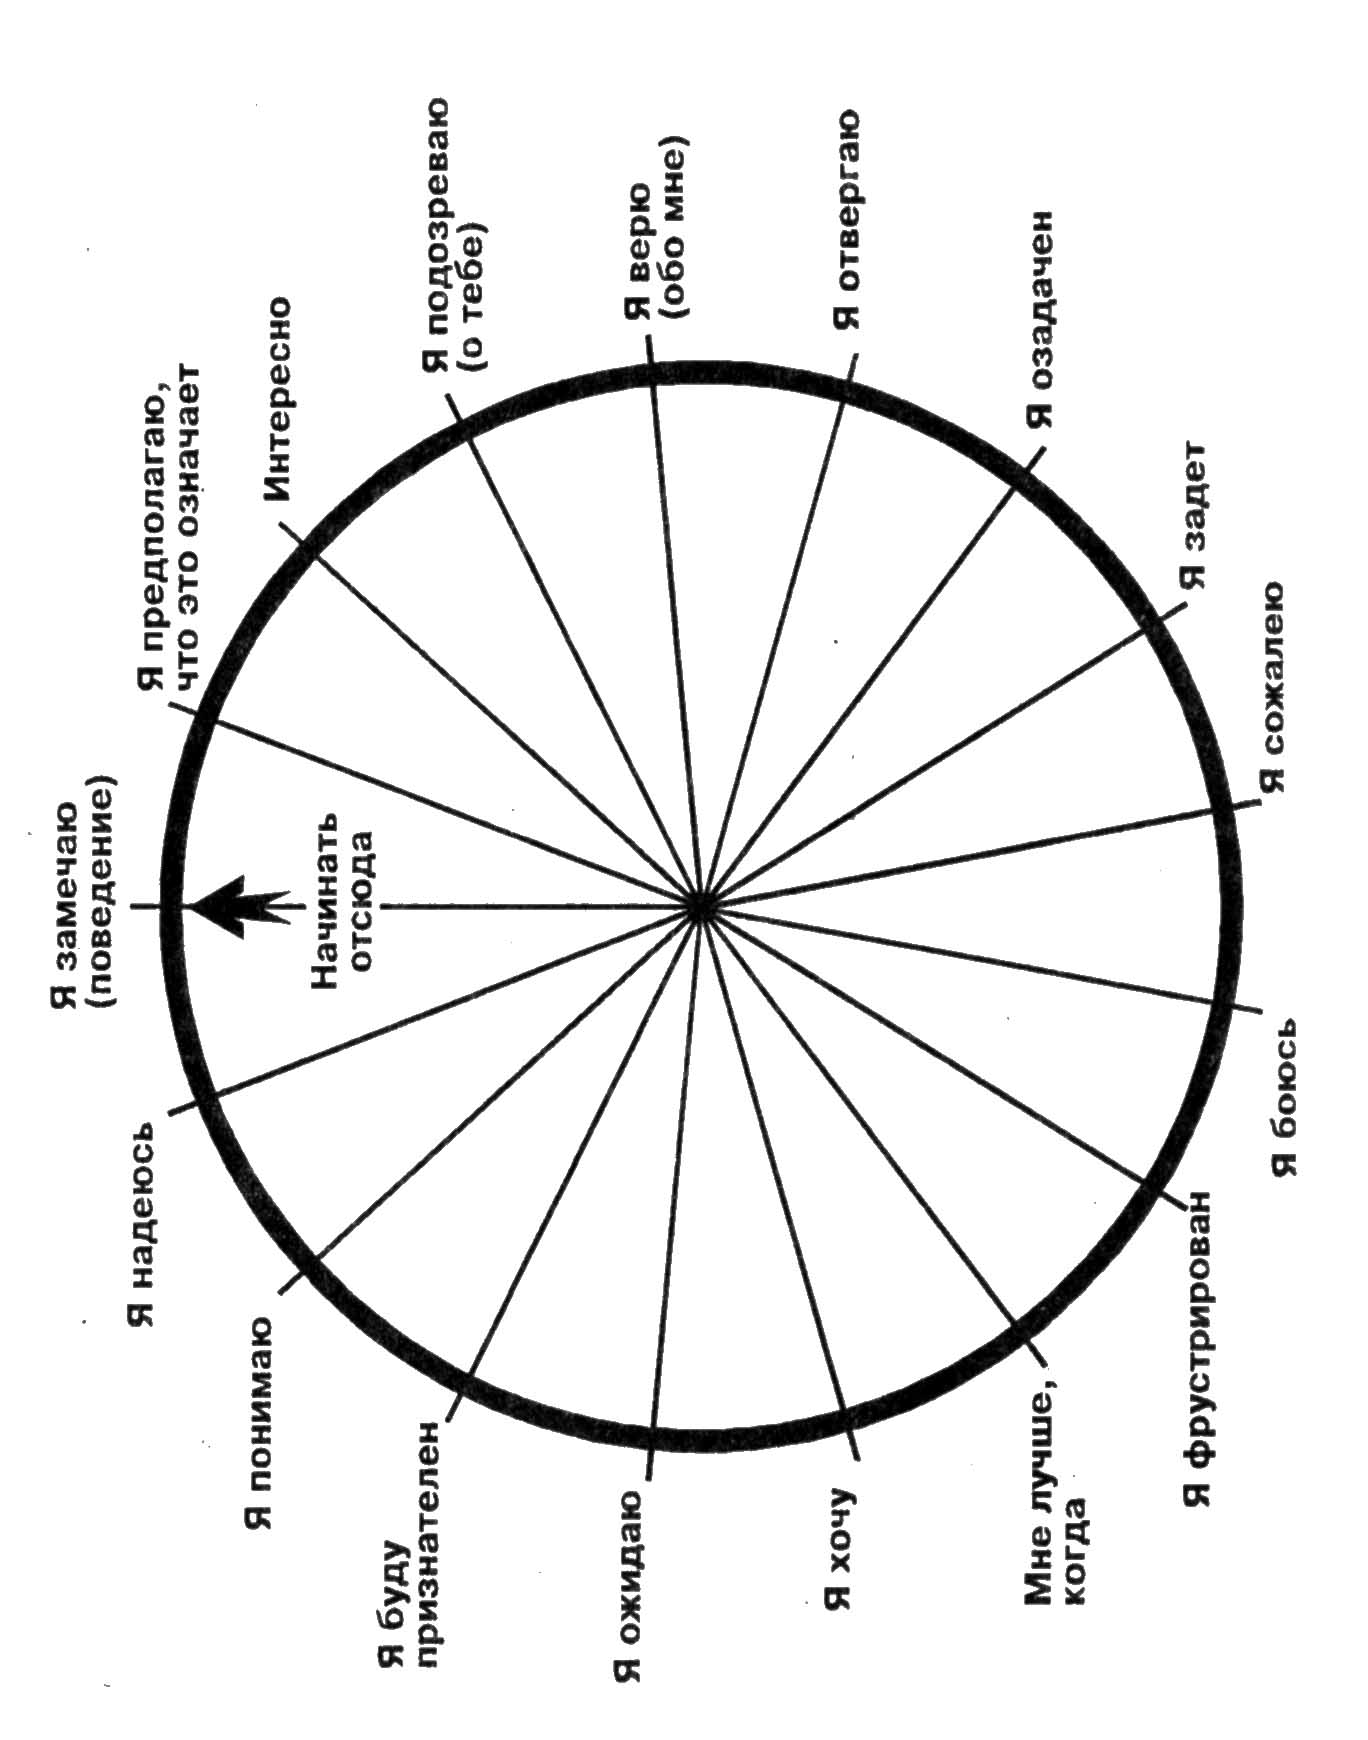 Я замечаю
(поведение)
Я предполагаю,
что это означает
Интересно
Я подозреваю
(о тебе)
Я верю
(обо мне)
Я отвергаю
Я озадачен
Я задет
Я сожалею
Я боюсь
Я фрустрирован
Мне лучше,
когда
Я хочу
Я ожидаю
Я буду
признателен
Я понимаю
Я надеюсь
Начинать
отсюда